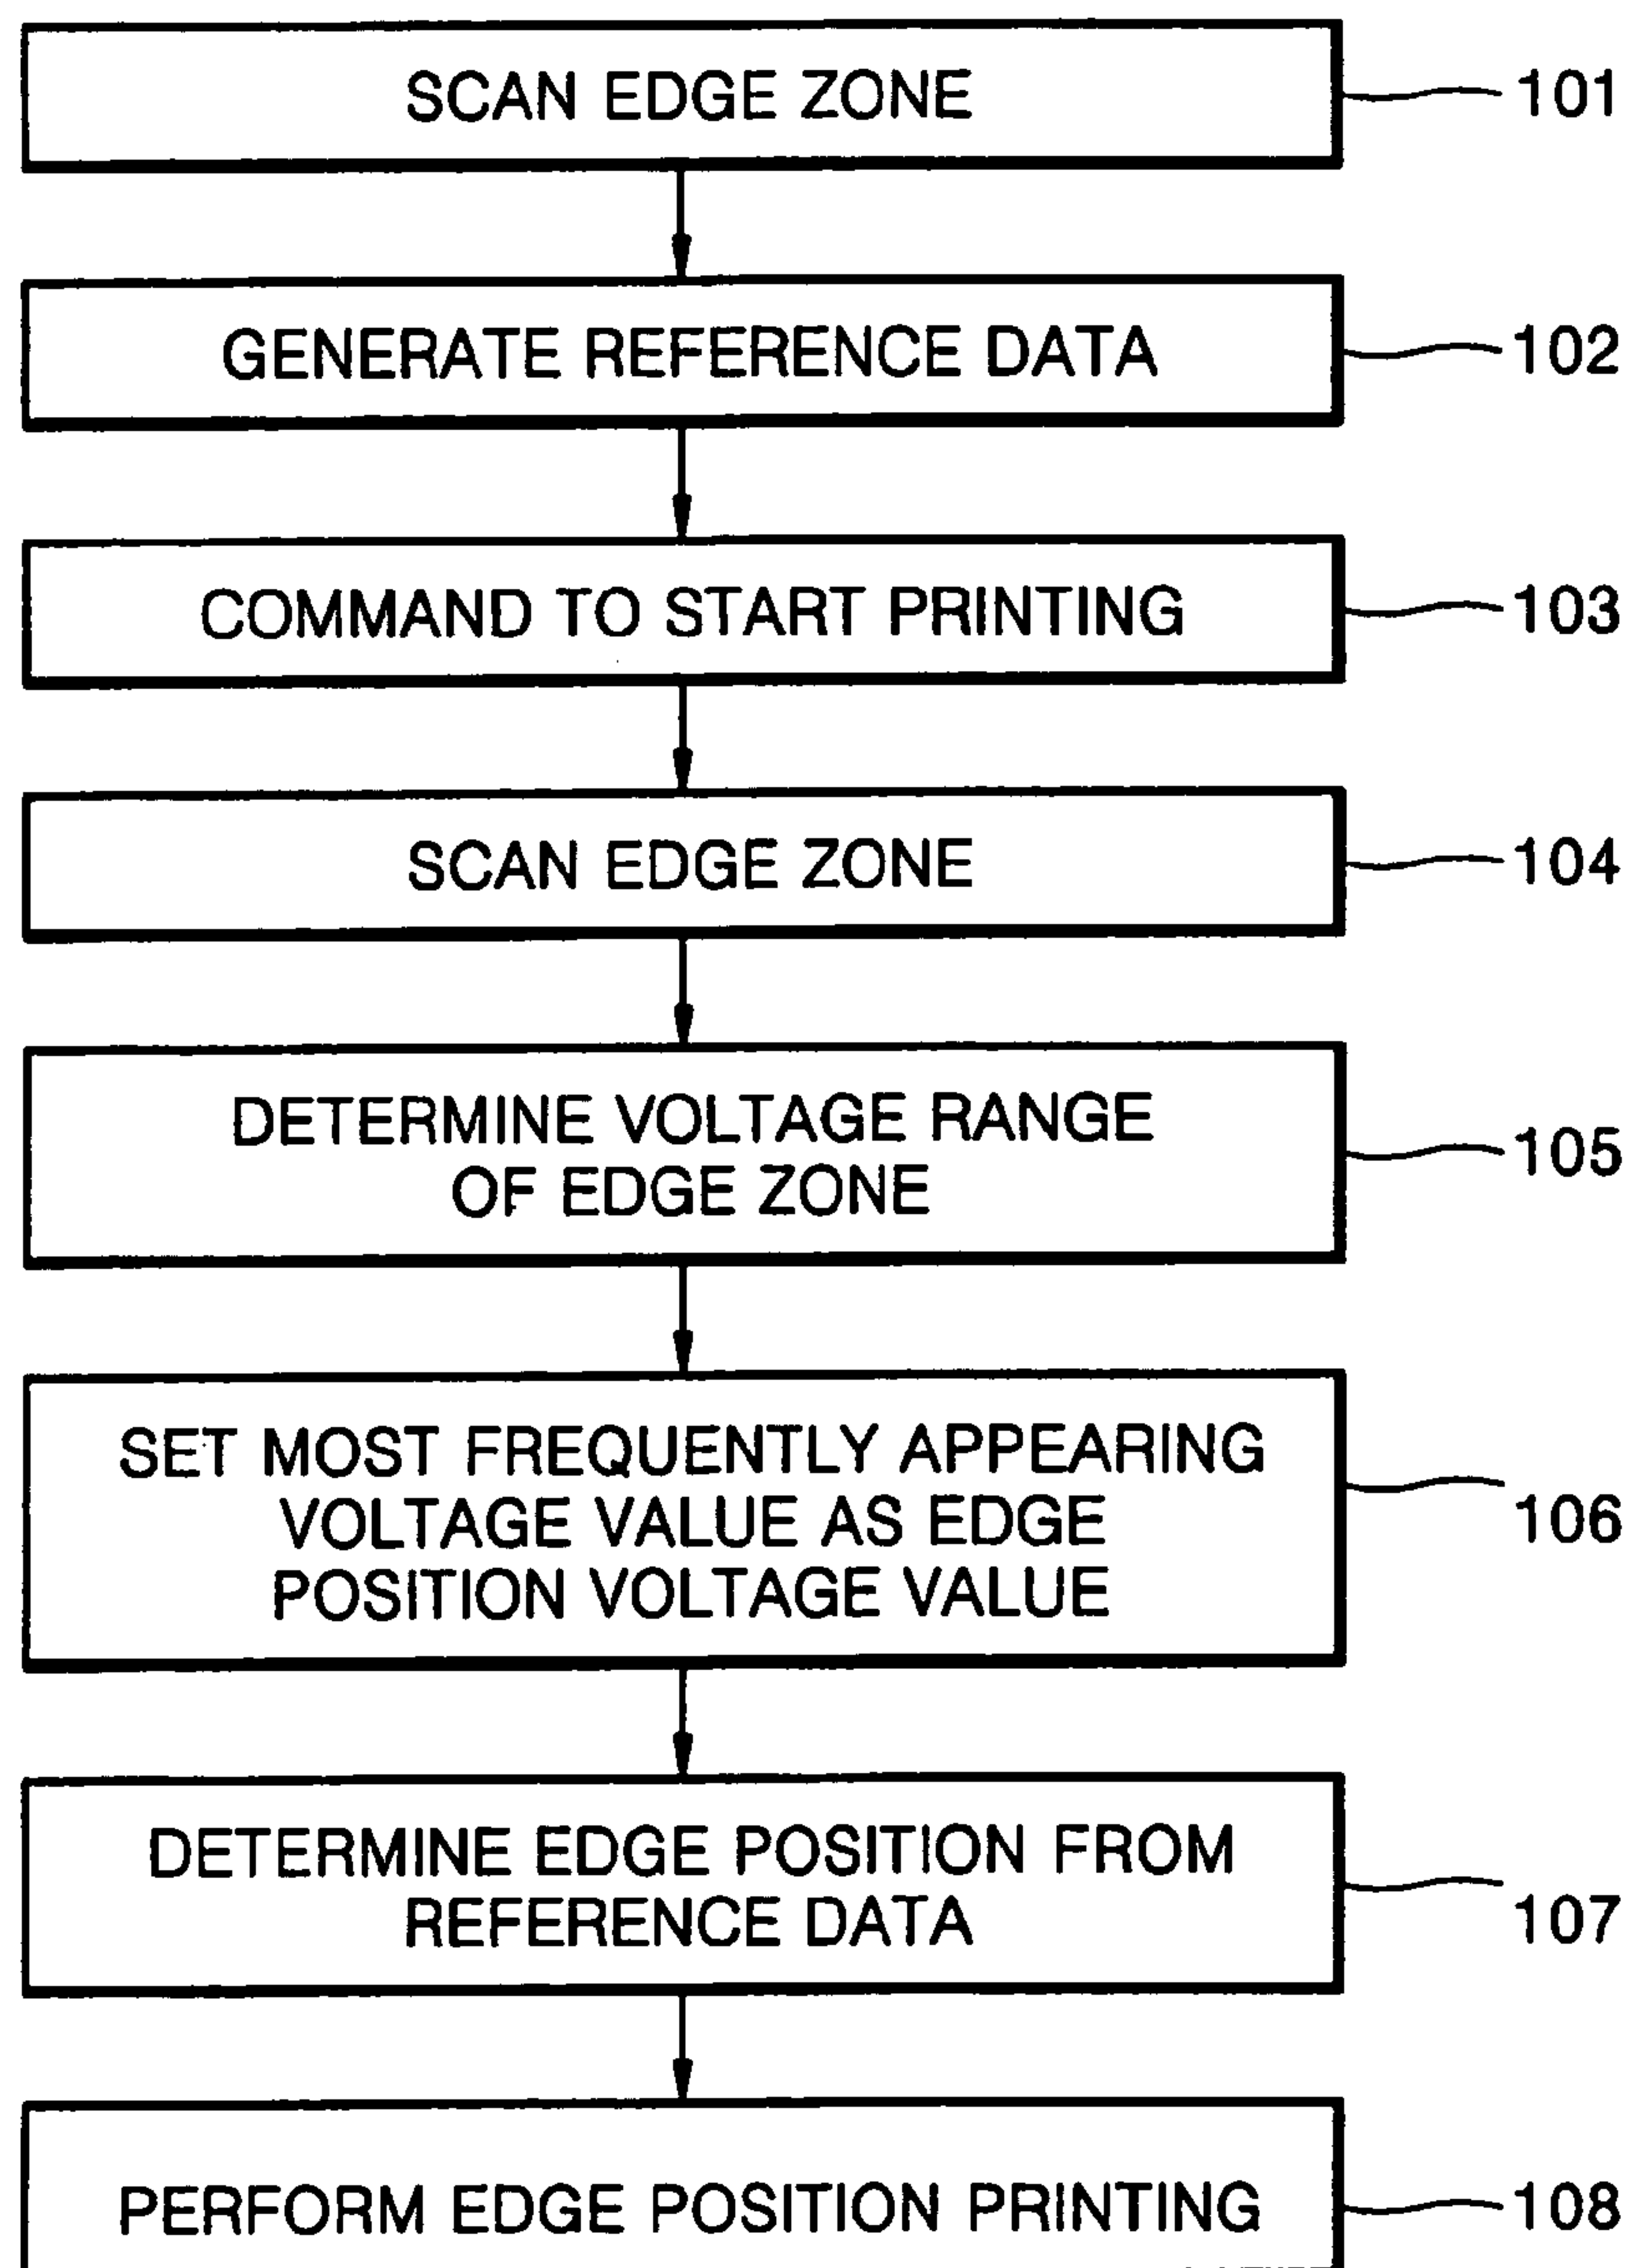 SCAN EDGE ZONE
101
GENERATE REFERENCE DATA
102
COMMAND TO START PRINTING
103
SCAN EDGE ZONE
104
DETERMINE VOLTAGE RANGE
OF EDGE ZONE
105
SET MOST FREQUENTLY APPEARING
VOLTAGE VALUE AS EDGE
POSITION VOLTAGE VALUE
106
DETERMINE EDGE POSITION FROM
REFERENCE DATA
107
PERFORM EDGE POSITION PRINTING
108